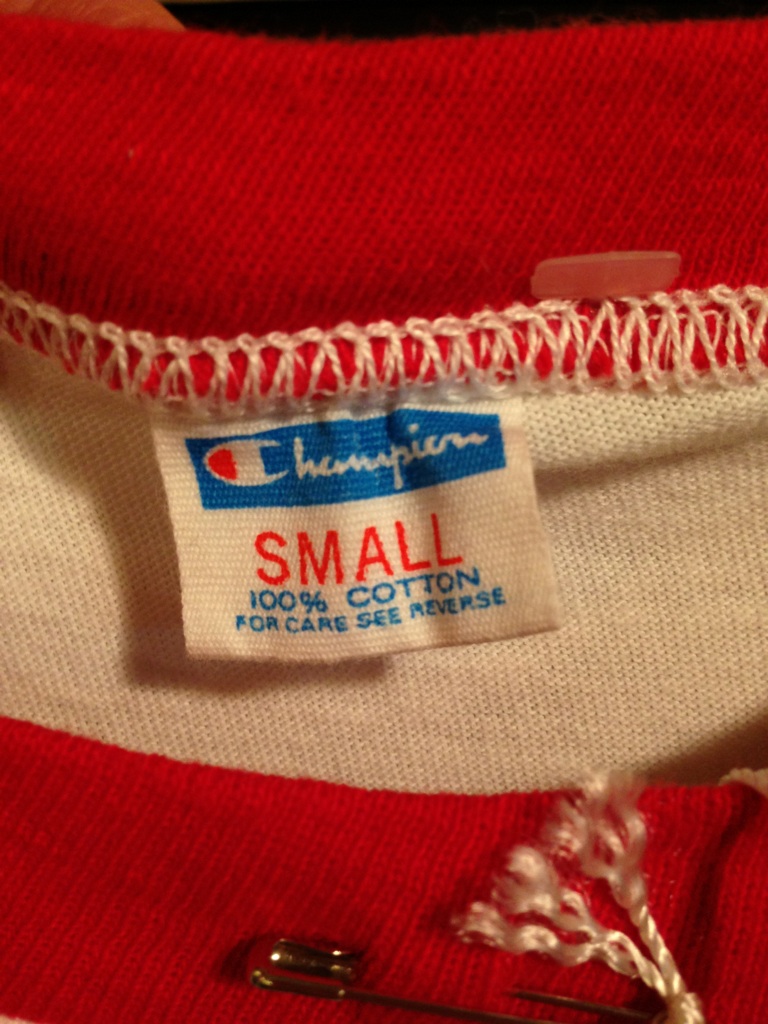 Champion
SMALL
100% COTTON
FOR CARE SEE REVERSE